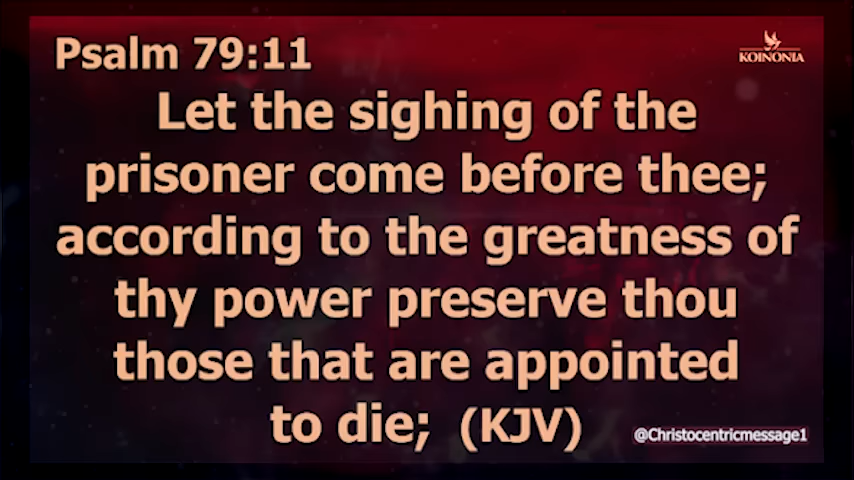 Psalm 79:11
KOINONIA
Let the sighing of the
prisoner come before thee;
according to the greatness of
thy power preserve thou
those that are appointed
to die; (KJV)
@Christocentricmessage1